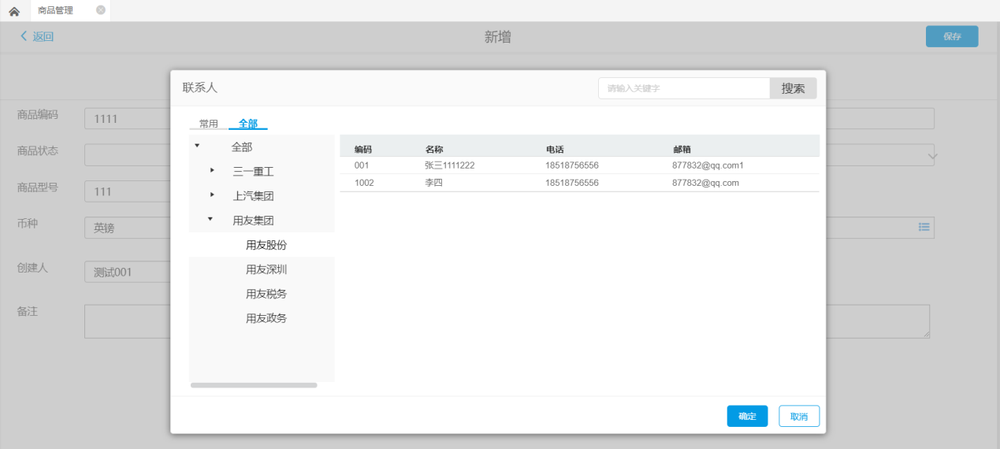 商品管理
返回
新增
保存
联系人
请输入关键字
搜索
常用
全部
商品编码
1111
商品状态
商品型号
111
币种
英镑
创建人
测试001
备注
全部
三一重工
上汽集团
用友集团
用友股份
用友深圳
用友税务
用友政务
编码 名称 电话 邮箱
001 张三1111222 18518756556 877832@qq.com1
1002 李四 18518756556 877832@qq.com
确定
取消